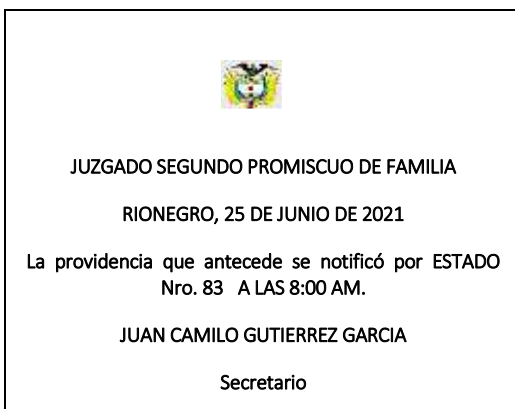 JUZGADO SEGUNDO PROMISCUO DE FAMILIA
RIONEGRO, 25 DE JUNIO DE 2021
La providencia que antecede se notificó por ESTADO
Nro. 83 A LAS 8:00 AM.
JUAN CAMILO GUTIERREZ GARCIA
Secretario